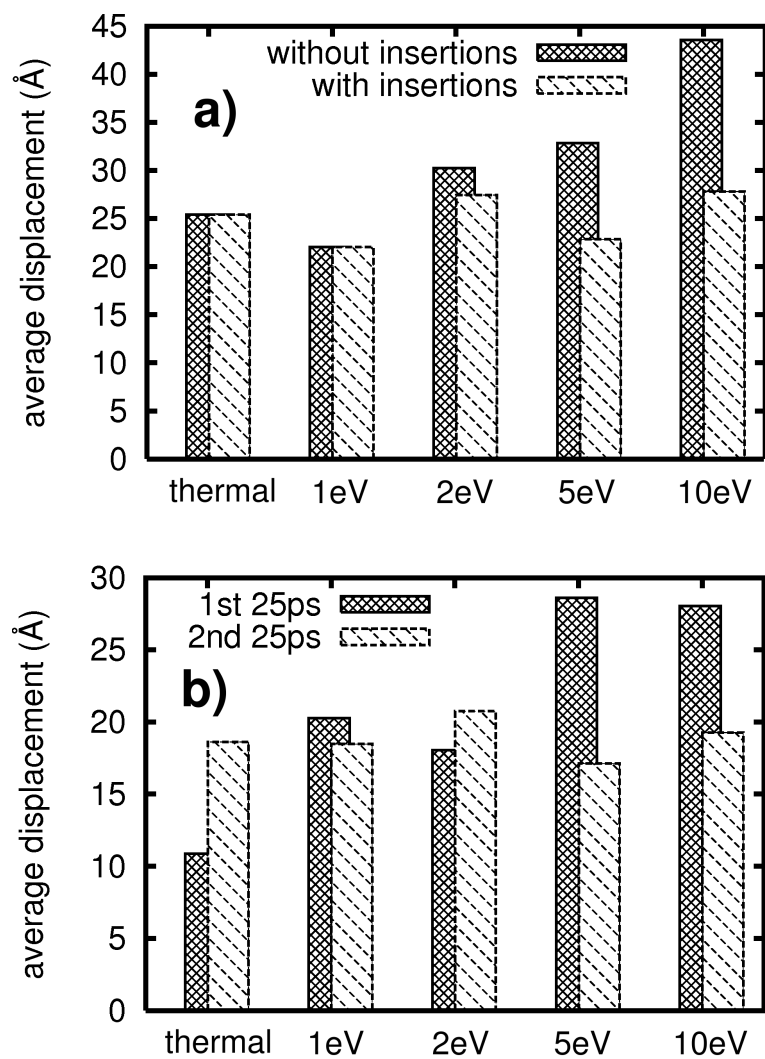 45
without insertions
40
with insertions
a)
35
30
25
20
15
10
5
0
average displacement (Å)
thermal 1eV 2eV 5eV 10eV
30
1st 25ps
2nd 25ps
25
b)
20
15
10
5
0
average displacement (Å)
thermal 1eV 2eV 5eV 10eV